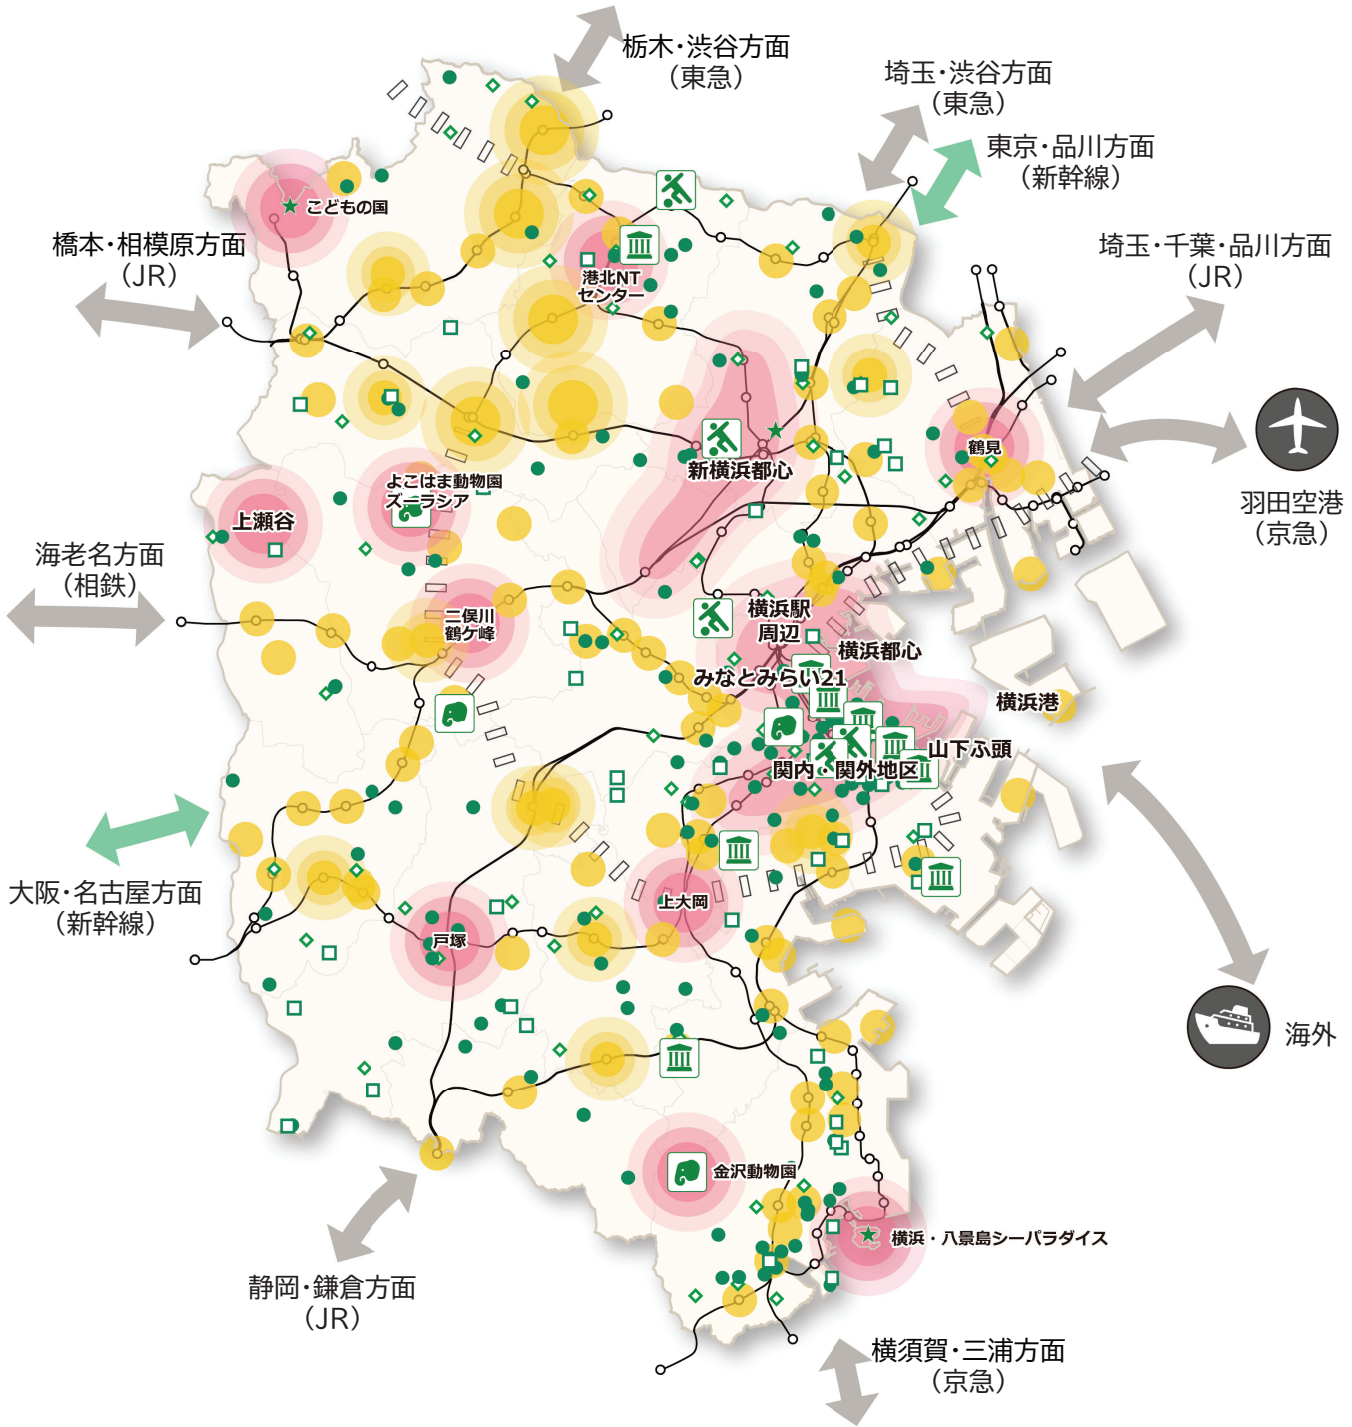 栃木・渋谷方面
（東急）
埼玉・渋谷方面
（東急）
東京・品川方面
（新幹線）
こどもの国
橋本・相模原方面
（JR）
埼玉・千葉・品川方面
（JR）
港北NT
センター
鶴見
新横浜都心
よこはま動物園
ズーラシア
上瀬谷
羽田空港
（京急）
海老名方面
（相鉄）
二俣川
鶴ケ峰
横浜駅
周辺
横浜都心
みなとみらい21
横浜港
山下ふ頭
関内・関外地区
大阪・名古屋方面
（新幹線）
上大岡
戸塚
海外
金沢動物園
横浜・八景島シーパラダイス
静岡・鎌倉方面
（JR）
横須賀・三浦方面
（京急）